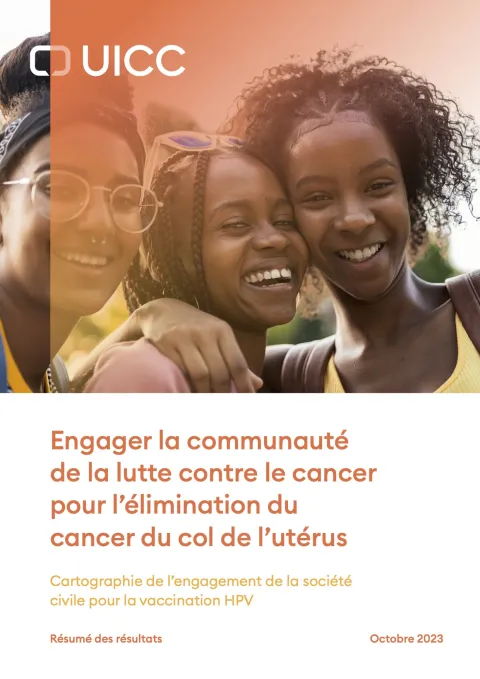 UICC
Engager la communauté
de la lutte contre le cancer
pour l’élimination du
cancer du col de l’utérus
Cartographie de l’engagement de la société
civile pour la vaccination HPV
Résumé des résultats Octobre 2023